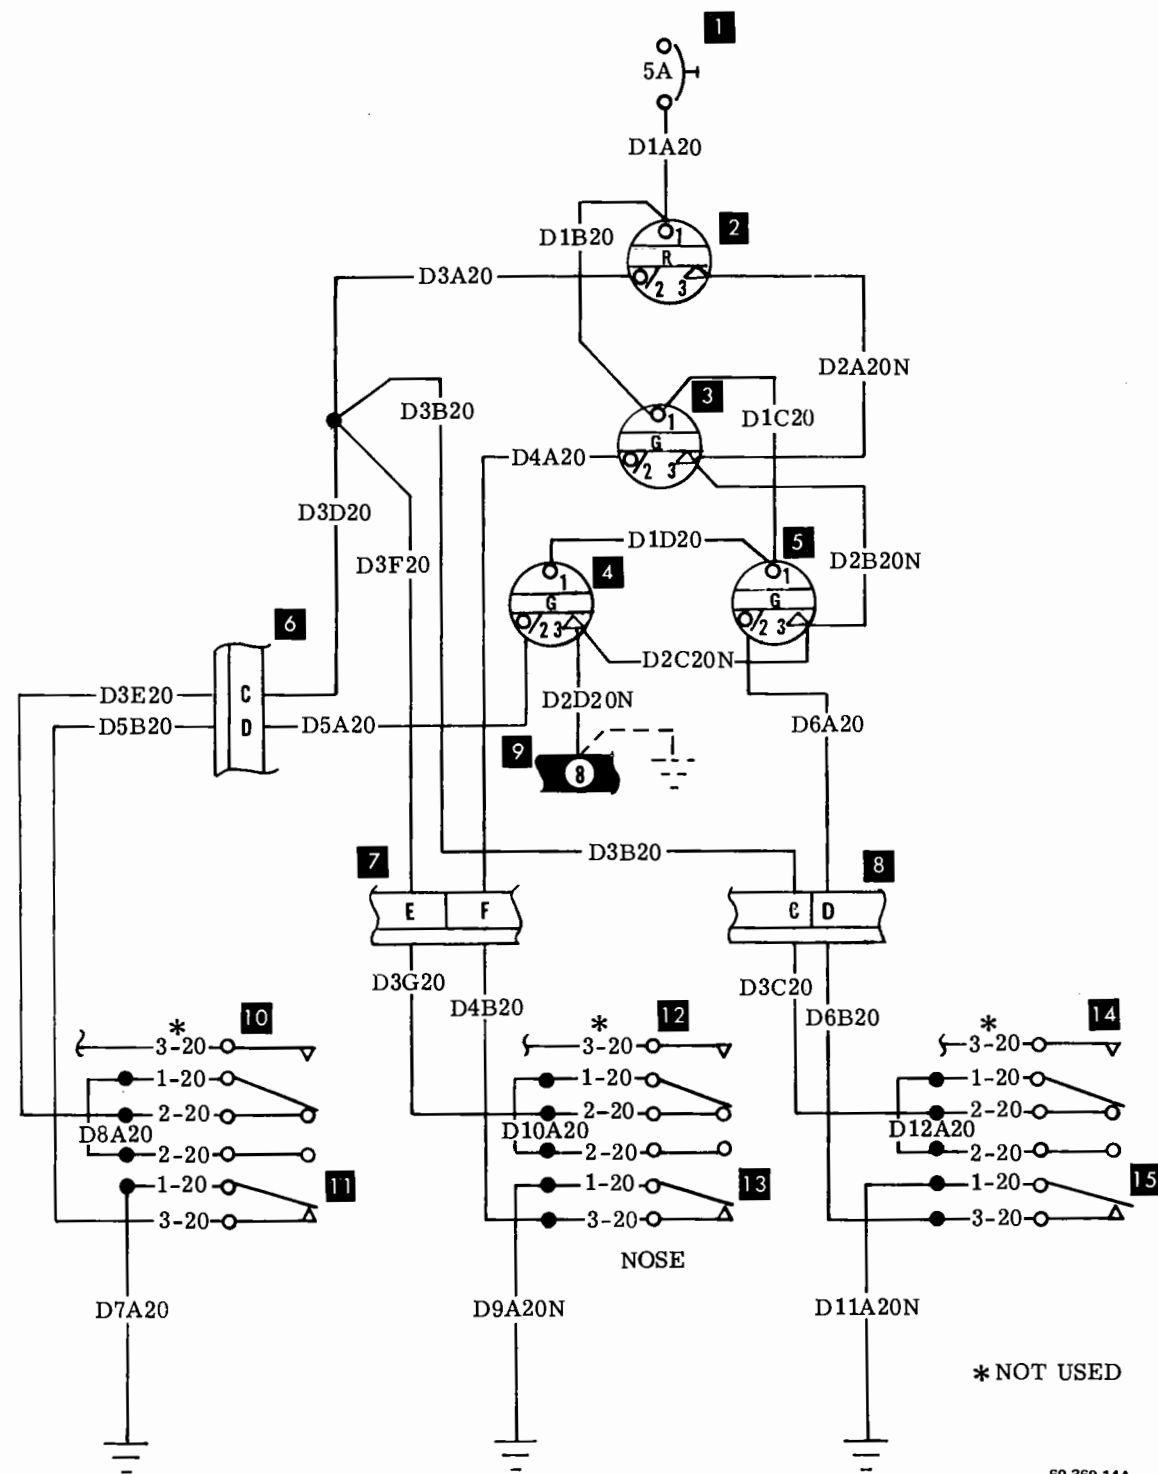 1
5A
D1A20
2
D1B20
1
R
2 3
D3A20
D2A20N
3
D3B20
D1C20
1
G
2 3
D4A20
D3D20
D1D20
5
D2B20N
D3F20
4
1
G
2 3
1
G
2 3
6
D2C20N
D3E20
C
D2D20N
D5B20
D
D5A20
D6A20
9
8
7
D3B20
8
E
F
C
D
D3G20
D3C20
D4B20
D6B20
*
10
*
12
*
14
3-20
3-20
3-20
1-20
1-20
1-20
2-20
2-20
2-20
D8A20
D10A20
D12A20
2-20
2-20
2-20
1-20
11
1-20
13
1-20
15
3-20
3-20
3-20
NOSE
D7A20
D9A20N
D11A20N
* NOT USED